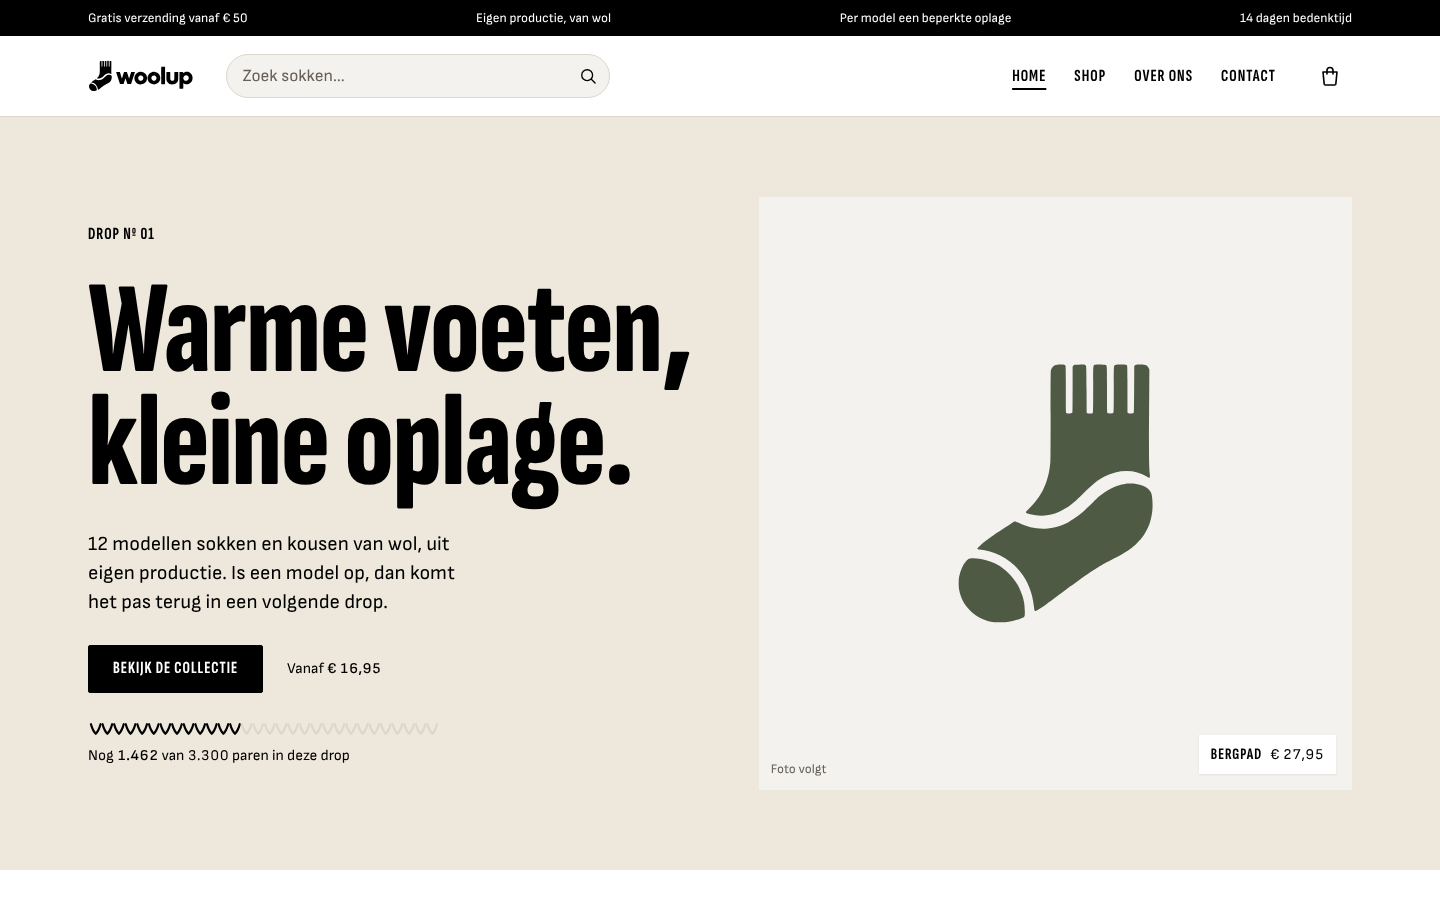 Gratis verzending vanaf € 50
Eigen productie, van wol
Per model een beperkte oplage
14 dagen bedenktijd
woolup
Zoek sokken...
HOME
SHOP
OVER ONS
CONTACT
DROP Nº 01
Warme voeten,
kleine oplage.
12 modellen sokken en kousen van wol, uit
eigen productie. Is een model op, dan komt
het pas terug in een volgende drop.
BEKIJK DE COLLECTIE
Vanaf € 16,95
Nog 1.462 van 3.300 paren in deze drop
Foto volgt
BERGPAD € 27,95